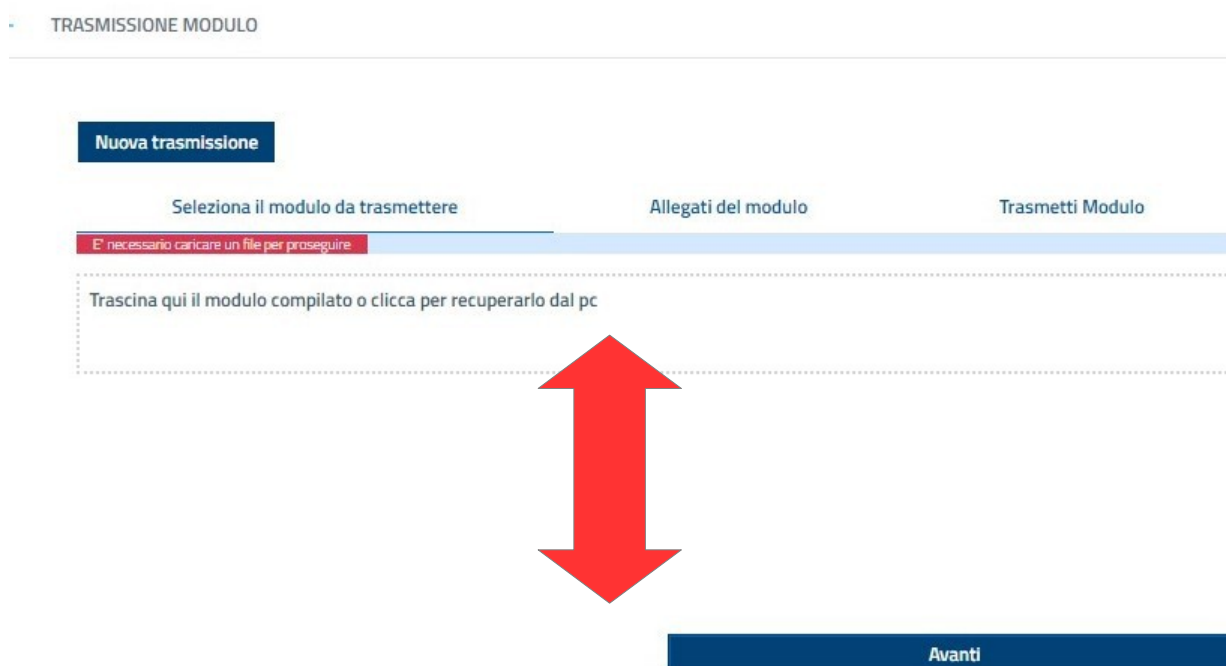 TRASMISSIONE MODULO
Nuova trasmissione
Seleziona il modulo da trasmettere
Allegati del modulo
Trasmetti Modulo
E' necessario caricare un file per proseguire
Trascina qui il modulo compilato o clicca per recuperarlo dal pc
Avanti